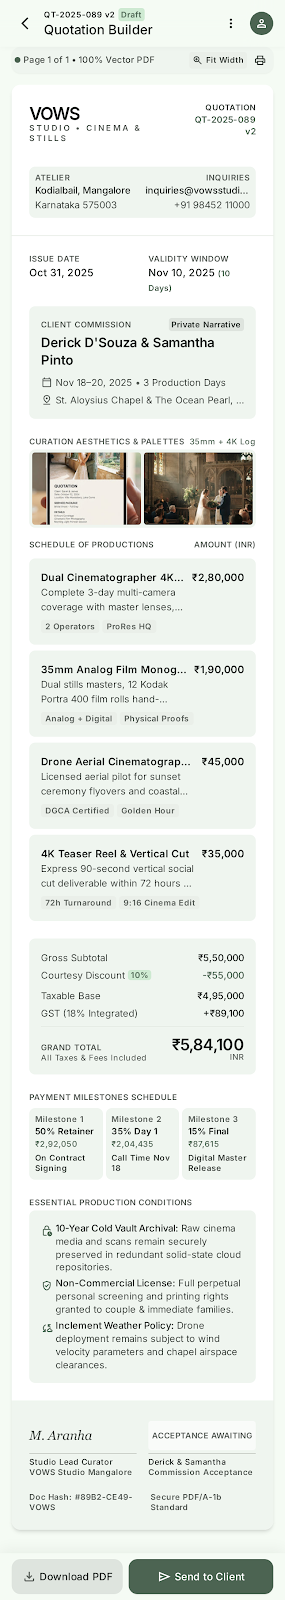 QT-2025-089 v2 Draft
Quotation Builder
Page 1 of 1 • 100% Vector PDF
Fit Width
VOWS
STUDIO • CINEMA &
STILLS
QUOTATION
QT-2025-089
v2
ATELIER
Kodialbail, Mangalore
Karnataka 575003
INQUIRIES
inquiries@vowsstudi...
+91 98452 11000
ISSUE DATE
Oct 31, 2025
VALIDITY WINDOW
Nov 10, 2025 (10
Days)
CLIENT COMMISSION
Private Narrative
Derick D'Souza & Samantha
Pinto
Nov 18–20, 2025 • 3 Production Days
St. Aloysius Chapel & The Ocean Pearl, ...
CURATION AESTHETICS & PALETTES 35mm + 4K Log
QUOTATION
SCHEDULE OF PRODUCTIONS AMOUNT (INR)
Dual Cinematographer 4K... ₹2,80,000
Complete 3-day multi-camera
coverage with master lenses,...
2 Operators ProRes HQ
35mm Analog Film Monog... ₹1,90,000
Dual stills masters, 12 Kodak
Portra 400 film rolls hand-...
Analog + Digital Physical Proofs
Drone Aerial Cinematograp... ₹45,000
Licensed aerial pilot for sunset
ceremony flyovers and coastal...
DGCA Certified Golden Hour
4K Teaser Reel & Vertical Cut ₹35,000
Express 90-second vertical social
cut deliverable within 72 hours ...
72h Turnaround 9:16 Cinema Edit
Gross Subtotal ₹5,50,000
Courtesy Discount 10% -₹55,000
Taxable Base ₹4,95,000
GST (18% Integrated) +₹89,100
GRAND TOTAL ₹5,84,100
All Taxes & Fees Included INR
PAYMENT MILESTONES SCHEDULE
Milestone 1
50% Retainer
₹2,92,050
On Contract
Signing
Milestone 2
35% Day 1
₹2,04,435
Call Time Nov
18
Milestone 3
15% Final
₹87,615
Digital Master
Release
ESSENTIAL PRODUCTION CONDITIONS
10-Year Cold Vault Archival: Raw cinema
media and scans remain securely
preserved in redundant solid-state cloud
repositories.
Non-Commercial License: Full perpetual
personal screening and printing rights
granted to couple & immediate families.
Inclement Weather Policy: Drone
deployment remains subject to wind
velocity parameters and chapel airspace
clearances.
M. Aranha
Studio Lead Curator
VOWS Studio Mangalore
ACCEPTANCE AWAITING
Derick & Samantha
Commission Acceptance
Doc Hash: #89B2-CE49-
VOWS
Secure PDF/A-1b
Standard
Download PDF
Send to Client